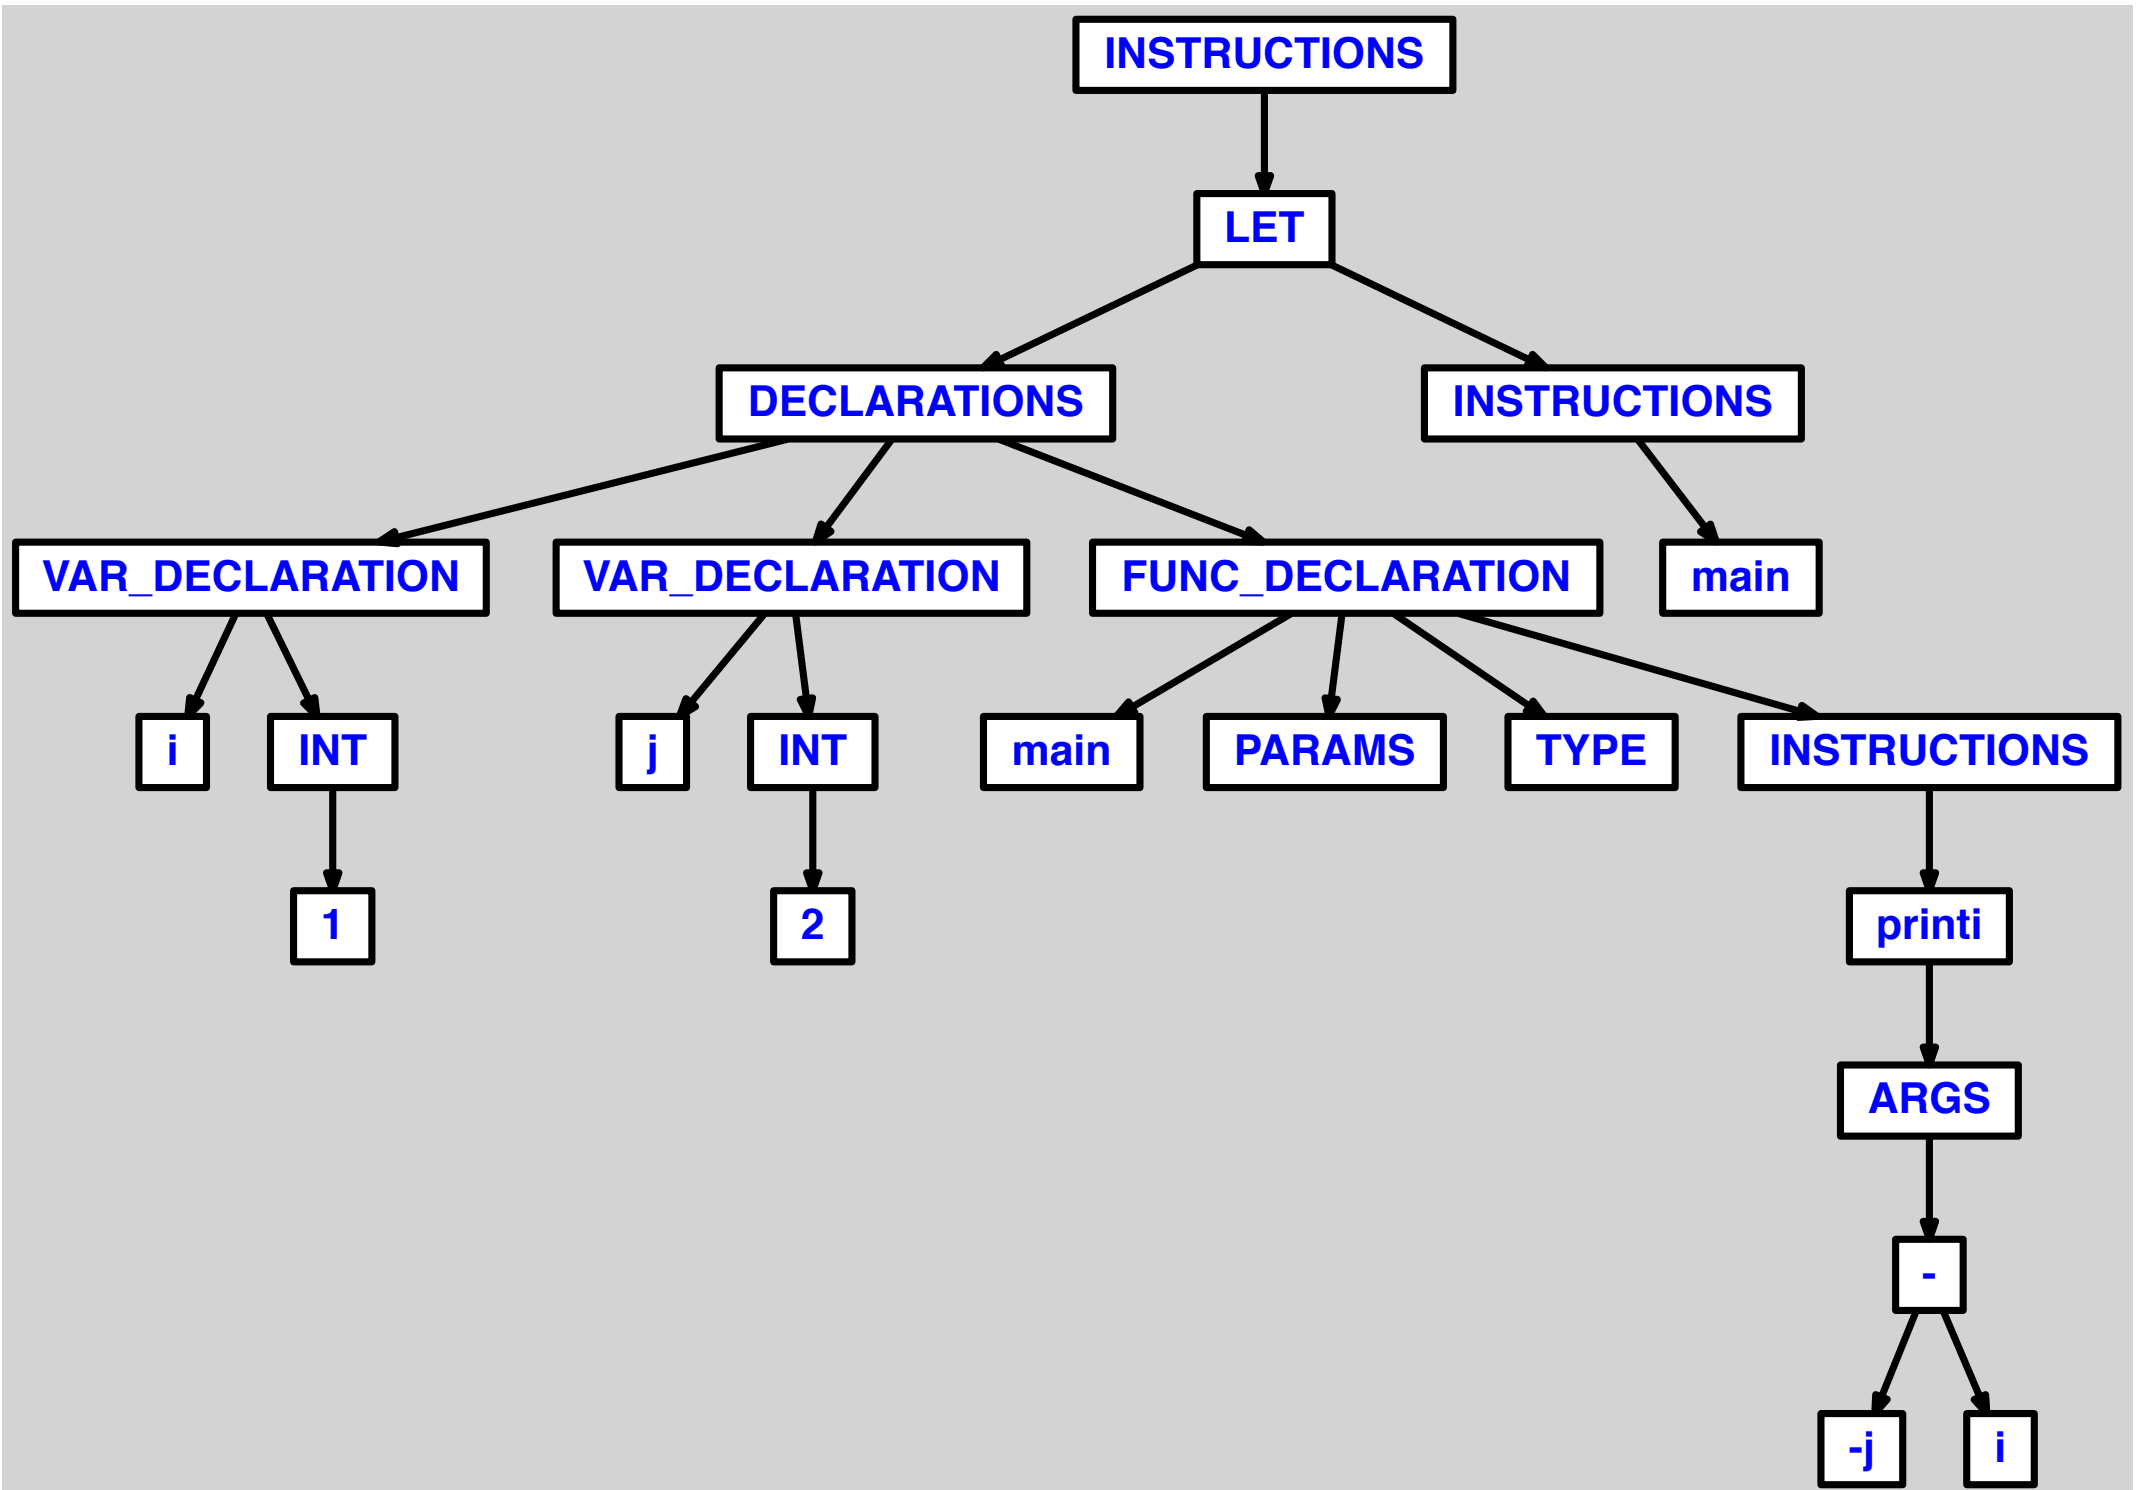 INSTRUCTIONS
LET
DECLARATIONS
INSTRUCTIONS
VAR_DECLARATION
VAR_DECLARATION
FUNC_DECLARATION
main
i
INT
j
INT
main
PARAMS
TYPE
INSTRUCTIONS
1
2
printi
ARGS
-
-j
i